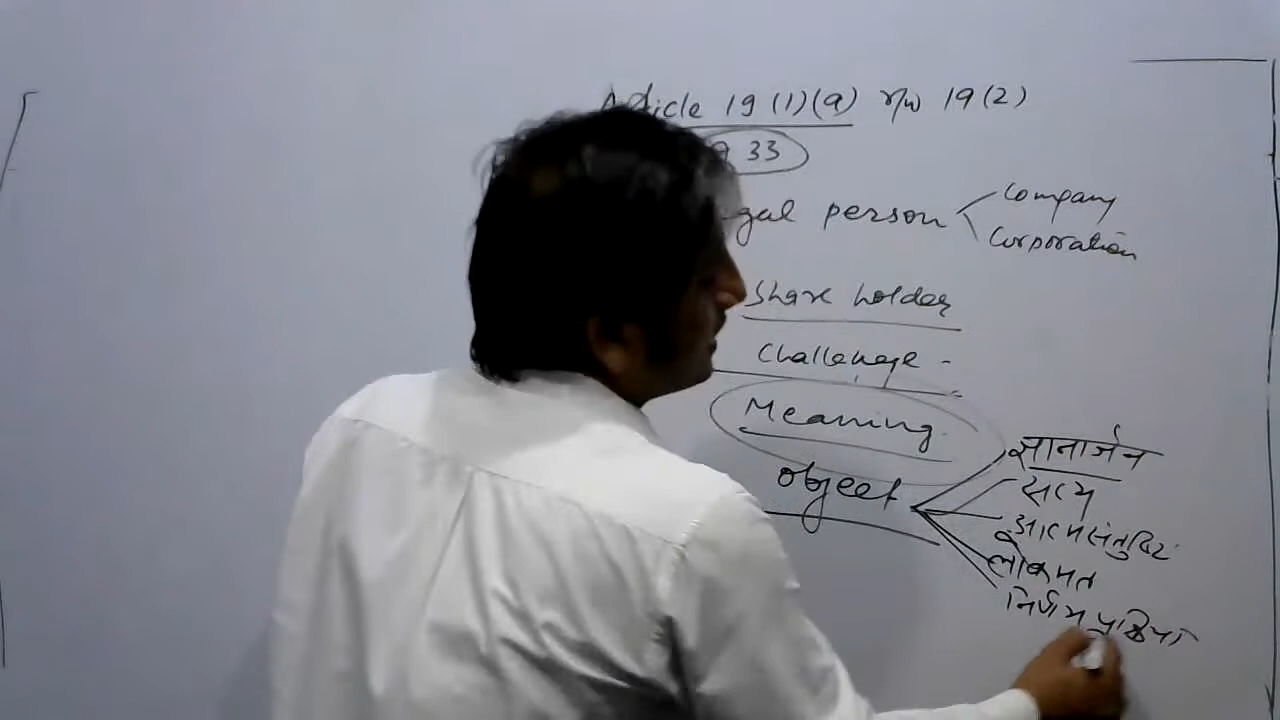 Article 19 (1)(a) r/w 19 (2)
33
person
Company
Corporation
Share holder
Challenge -
Meaning
object
ज्ञानार्जन
सत्य
आत्मसंतुष्टि
लोकमत
निर्णय प्रक्रिया